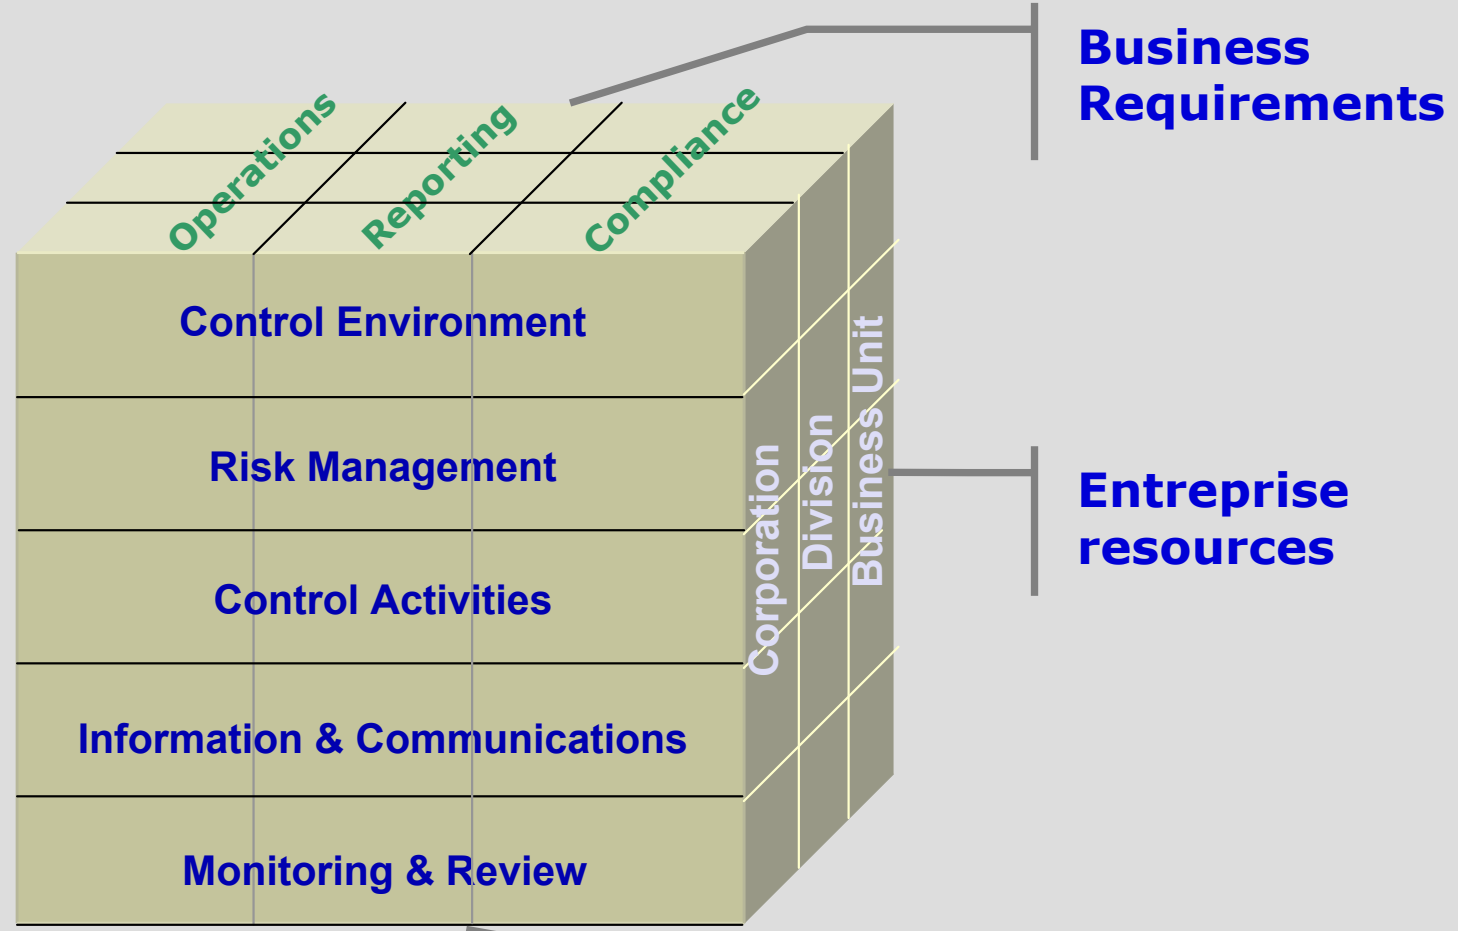 Business
Requirements
Operations
Reporting
Compliance
Control Environment
Risk Management
Control Activities
Information & Communications
Monitoring & Review
Corporation
Division
Business Unit
Entreprise
resources